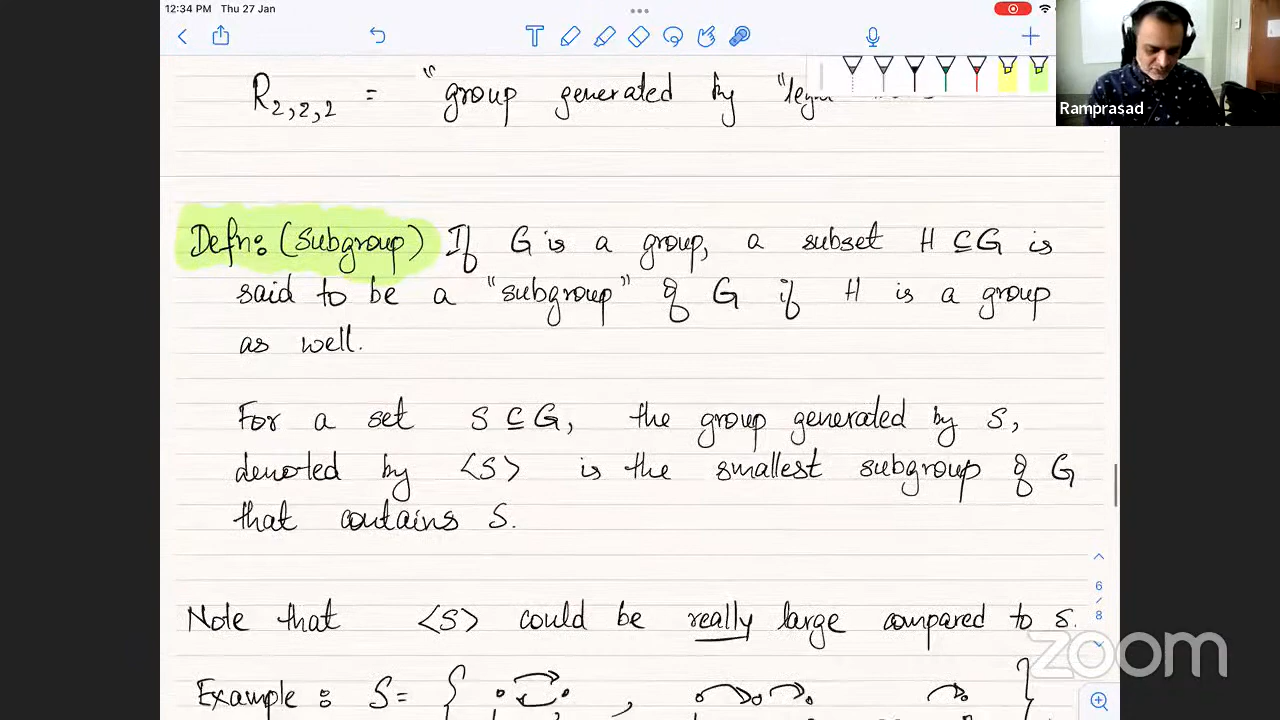 12:34 PM Thu 27 Jan
R2,2,2 = "group generated by
Ramprasad
Defn: (Subgroup) If G is a group, a subset H ⊆ G is
said to be a "subgroup" of G if H is a group
as well.
For a set S ⊆ G, the group generated by S,
denoted by <S> is the smallest subgroup of G
that contains S.
6
/
8
Note that <S> could be really large compared to S.
zoom
Example : S = {